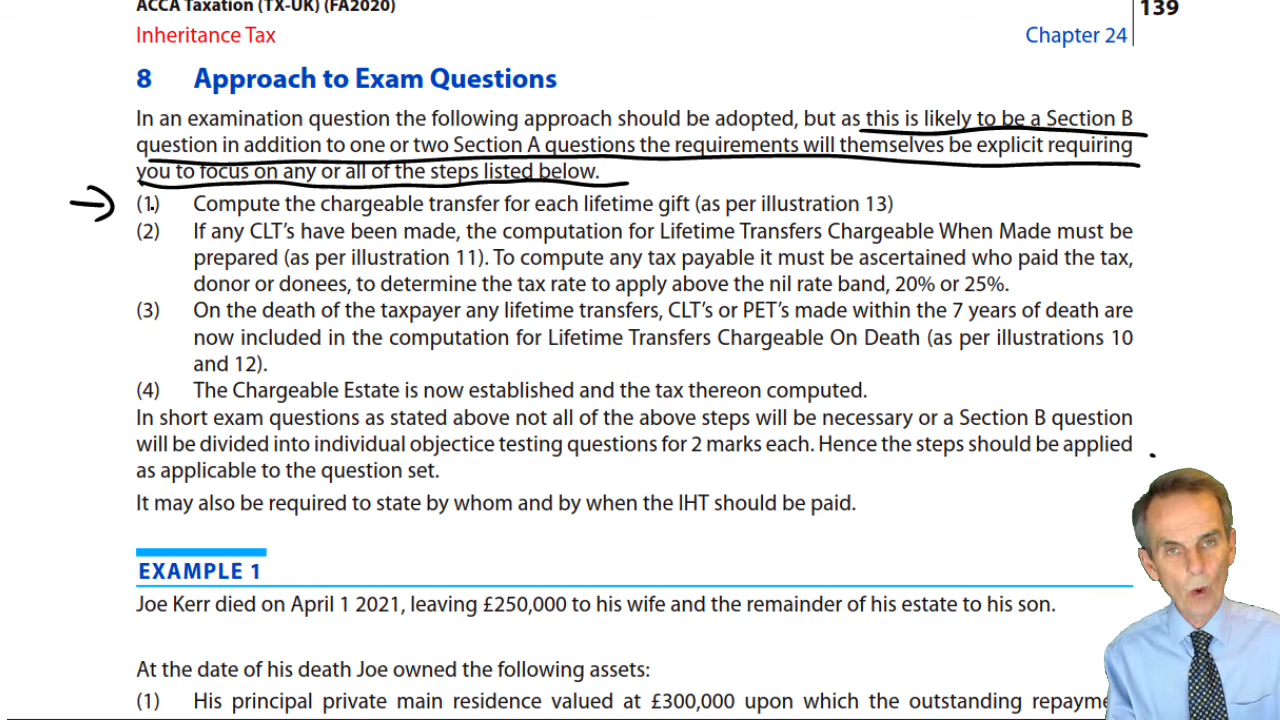 ACCA Taxation (TX-UK) (FA2020)
139
Inheritance Tax
Chapter 24
8 Approach to Exam Questions
In an examination question the following approach should be adopted, but as this is likely to be a Section B
question in addition to one or two Section A questions the requirements will themselves be explicit requiring
you to focus on any or all of the steps listed below.
(1) Compute the chargeable transfer for each lifetime gift (as per illustration 13)
(2) If any CLT's have been made, the computation for Lifetime Transfers Chargeable When Made must be
prepared (as per illustration 11). To compute any tax payable it must be ascertained who paid the tax,
donor or donees, to determine the tax rate to apply above the nil rate band, 20% or 25%.
(3) On the death of the taxpayer any lifetime transfers, CLT's or PET's made within the 7 years of death are
now included in the computation for Lifetime Transfers Chargeable On Death (as per illustrations 10
and 12).
(4) The Chargeable Estate is now established and the tax thereon computed.
In short exam questions as stated above not all of the above steps will be necessary or a Section B question
will be divided into individual objectice testing questions for 2 marks each. Hence the steps should be applied
as applicable to the question set.
It may also be required to state by whom and by when the IHT should be paid.
EXAMPLE 1
Joe Kerr died on April 1 2021, leaving £250,000 to his wife and the remainder of his estate to his son.
At the date of his death Joe owned the following assets:
(1) His principal private main residence valued at £300,000 upon which the outstanding repayme